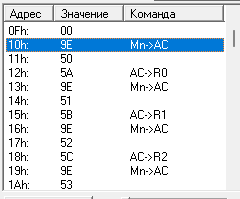 Адрес Значение Команда
0Fh: 00
10h: 9E Mn->AC
11h: 50
12h: 5A AC->R0
13h: 9E Mn->AC
14h: 51
15h: 5B AC->R1
16h: 9E Mn->AC
17h: 52
18h: 5C AC->R2
19h: 9E Mn->AC
1Ah: 53